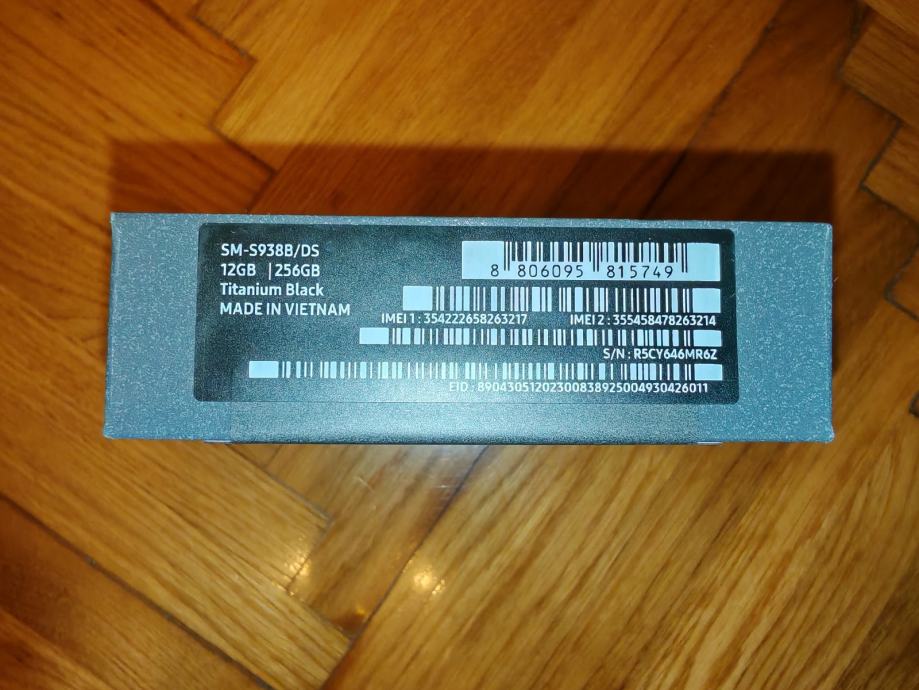 SM-S938B/DS
12GB | 256GB
Titanium Black
MADE IN VIETNAM
8 806095 815749
IMEI 1 : 354222658263217 IMEI 2 : 355458478263214
S/N : R5CY646MR6Z
EID : 89043051202300838925004930426011